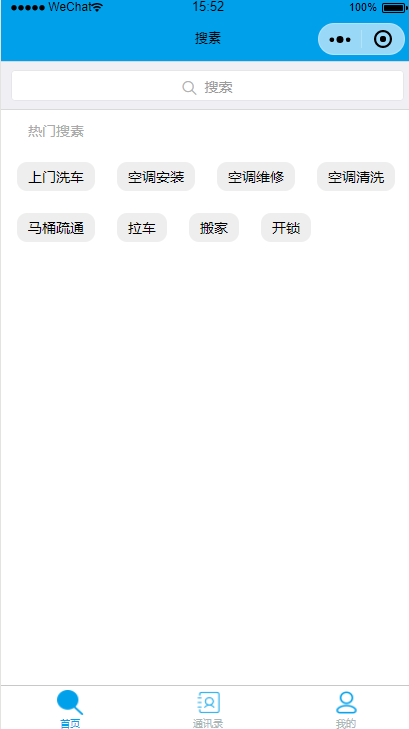 ●●●●● WeChat 15:52 100%
搜素
搜索
热门搜素
上门洗车 空调安装 空调维修 空调清洗
马桶疏通 拉车 搬家 开锁
首页 通讯录 我的